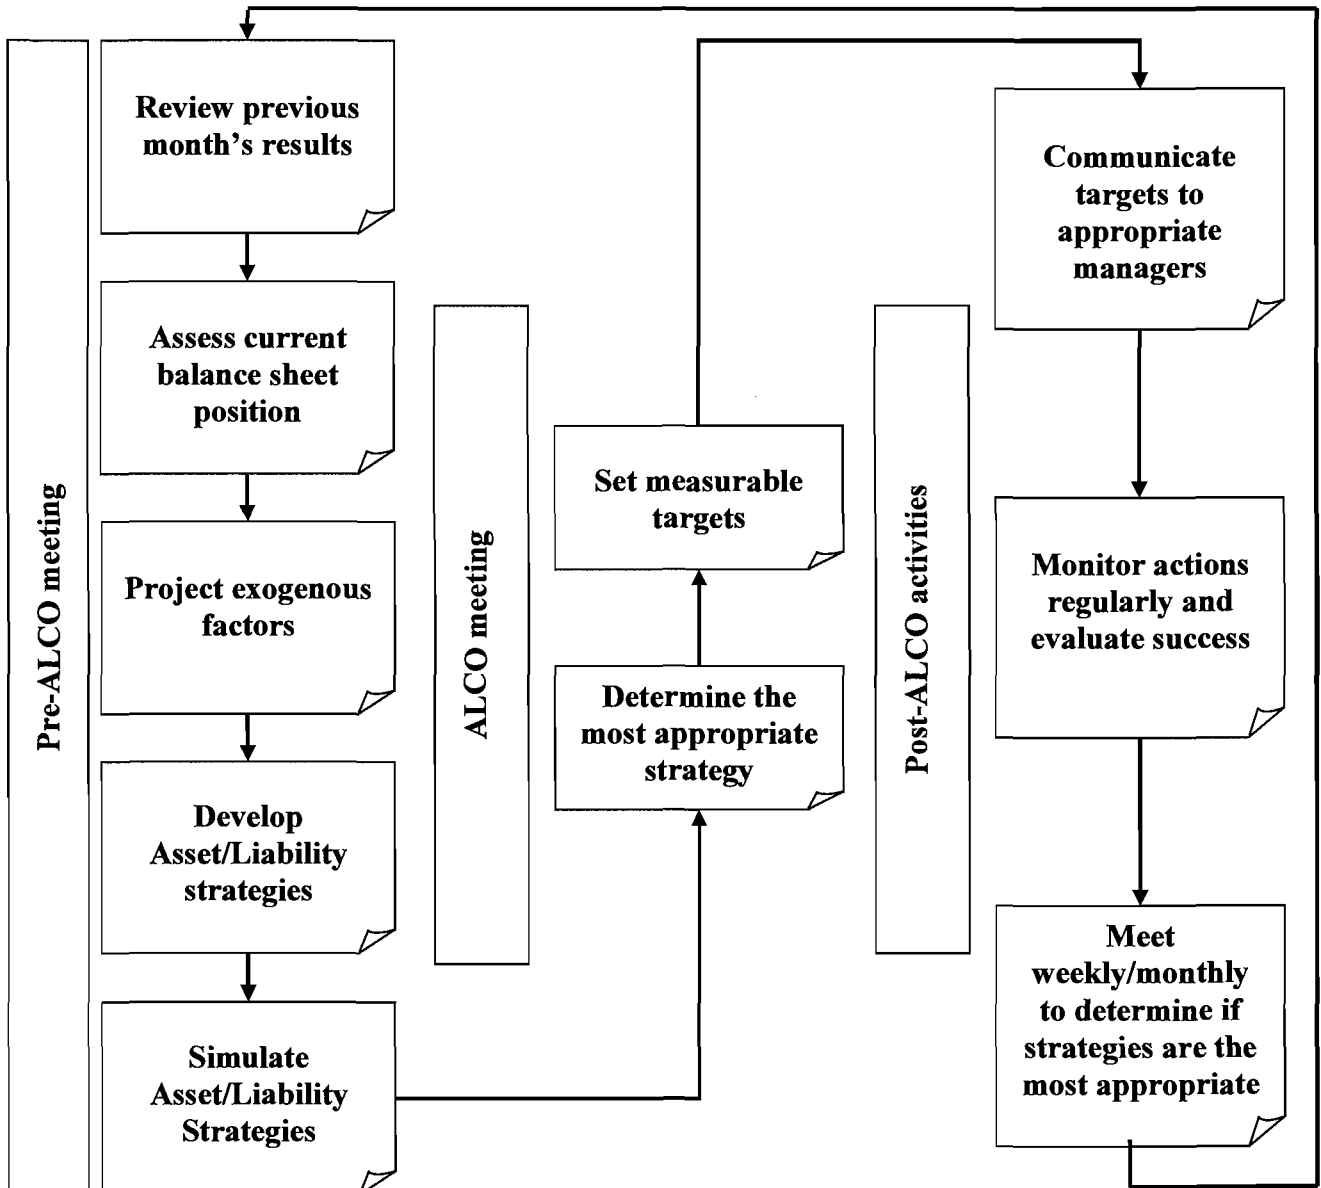 Pre-ALCO meeting
Review previous
month's results
Assess current
balance sheet
position
Project exogenous
factors
Develop
Asset/Liability
strategies
Simulate
Asset/Liability
Strategies
ALCO meeting
Set measurable
targets
Determine the
most appropriate
strategy
Post-ALCO activities
Communicate
targets to
appropriate
managers
Monitor actions
regularly and
evaluate success
Meet
weekly/monthly
to determine if
strategies are the
most appropriate